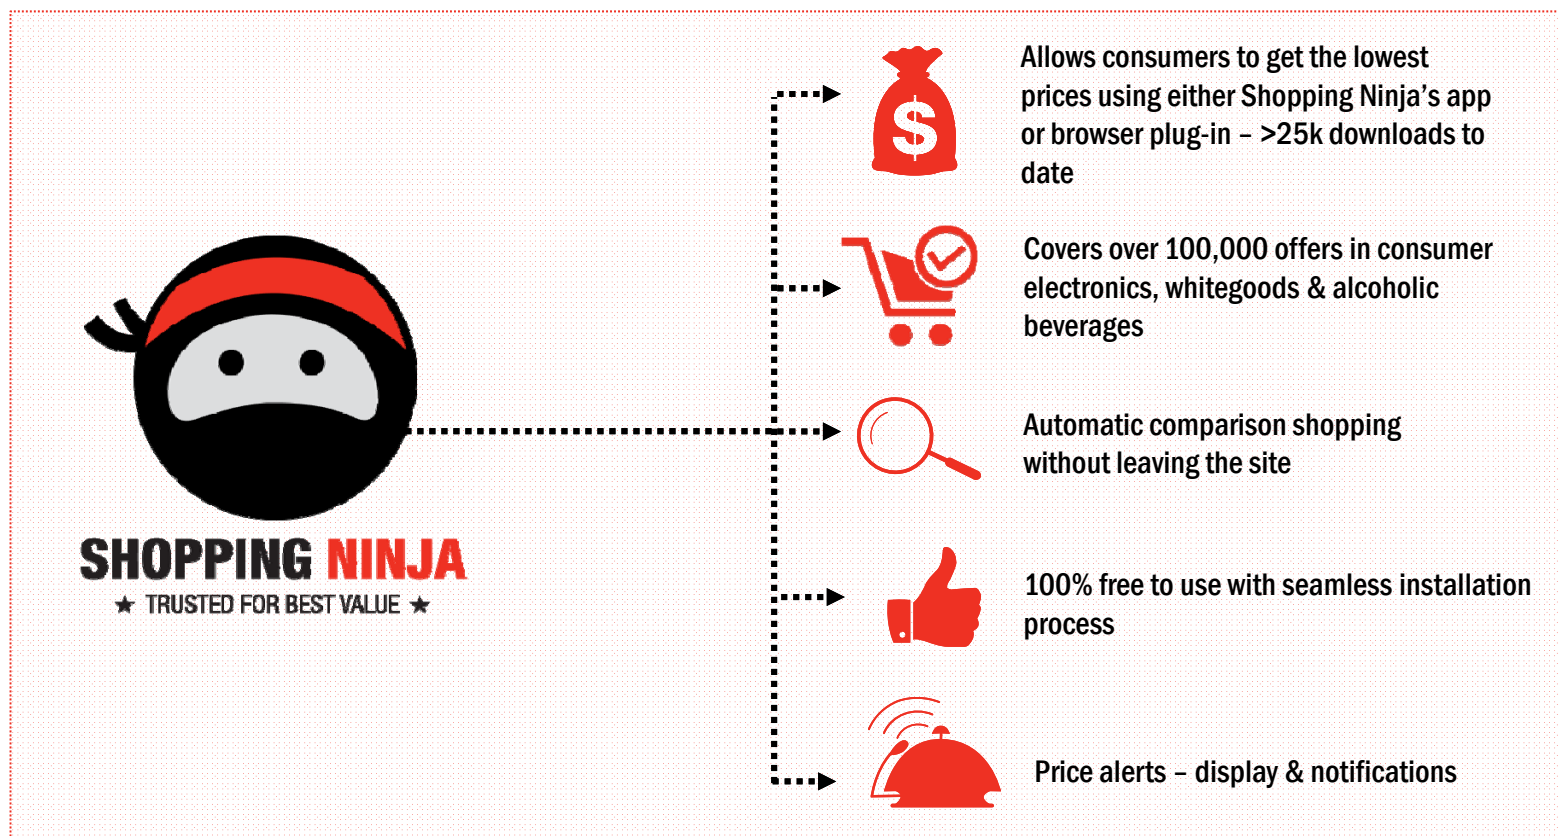 Allows consumers to get the lowest
prices using either Shopping Ninja’s app
or browser plug-in – >25k downloads to
date
Covers over 100,000 offers in consumer
electronics, whitegoods & alcoholic
beverages
Automatic comparison shopping
without leaving the site
SHOPPING NINJA
★ TRUSTED FOR BEST VALUE ★
100% free to use with seamless installation
process
Price alerts – display & notifications